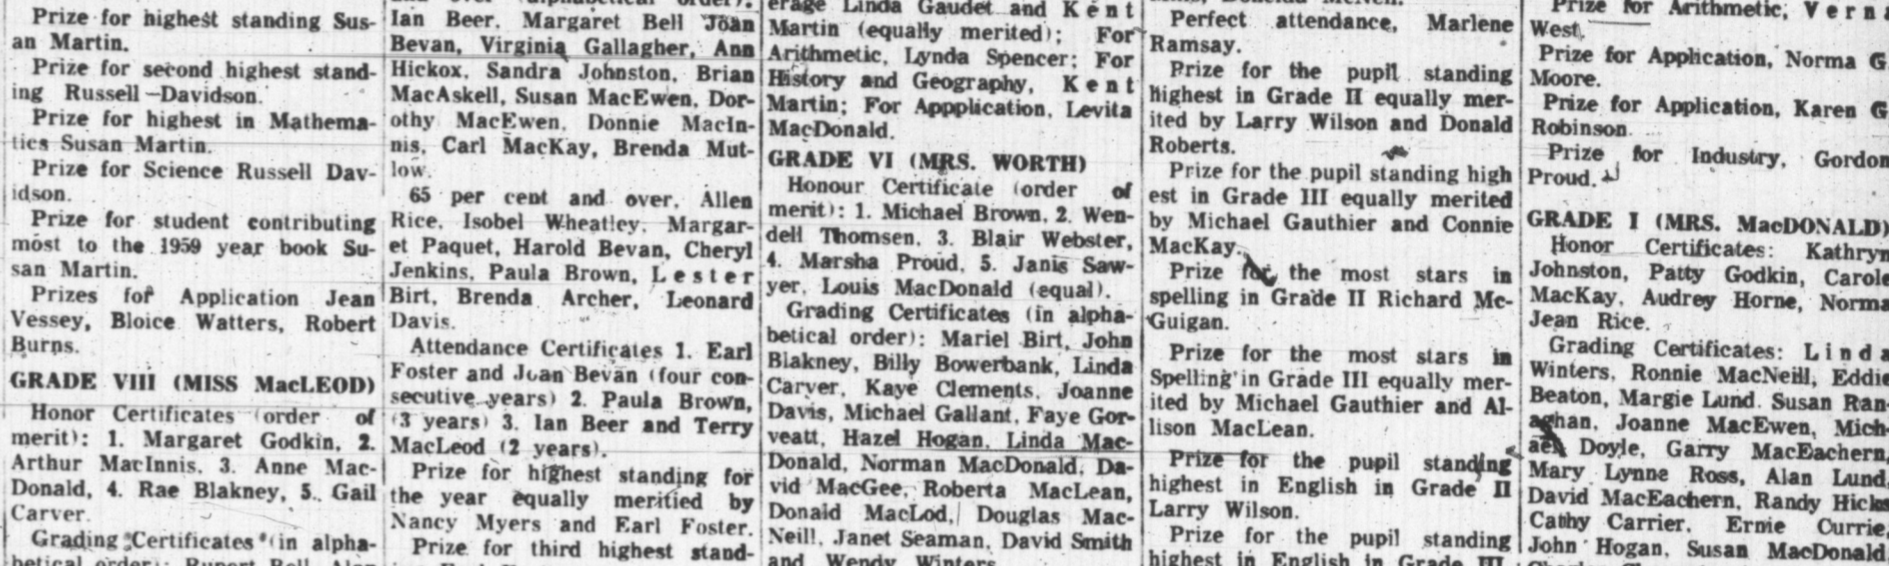 Prize for highest standing Sus-
an Martin.
Prize for second highest stand-
ing Russell —Davidson.
Prize for highest in Mathema-
tics Susan Martin.
Prize for Science Russell Dav-
idson.
Prize for student contributing
most to the 1959 year book Su-
san Martin.
Prizes for Application Jean
Vessey, Bloice Watters, Robert
Burns.
GRADE VIII (MISS MacLEOD)
Honor Certificates (order of
merit): 1. Margaret Godkin, 2.
Arthur MacInnis, 3. Anne Mac-
Donald, 4. Rae Blakney, 5. Gail
Carver.
Grading Certificates (in alpha-
betical order): Rupert Bell, Alan
Ian Beer, Margaret Bell Joan
Bevan, Virginia Gallagher, Ann
Hickox, Sandra Johnston, Brian
MacAskell, Susan MacEwen, Dor-
othy MacEwen, Donnie MacIn-
nis, Carl MacKay, Brenda Mut-
low.
65 per cent and over, Allen
Rice, Isobel Wheatley, Margar-
et Paquet, Harold Bevan, Cheryl
Jenkins, Paula Brown, Lester
Birt, Brenda Archer, Leonard
Davis.
Attendance Certificates 1. Earl
Foster and Joan Bevan (four con-
secutive years) 2. Paula Brown,
(3 years) 3. Ian Beer and Terry
MacLeod (2 years).
Prize for highest standing for
the year equally meritied by
Nancy Myers and Earl Foster.
Prize for third highest stand-
erage Linda Gaudet and Kent
Martin (equally merited); For
Arithmetic, Lynda Spencer; For
History and Geography, Kent
Martin; For Appplication, Levita
MacDonald.
GRADE VI (MRS. WORTH)
Honour Certificate (order of
merit): 1. Michael Brown, 2. Wen-
dell Thomsen, 3. Blair Webster,
4. Marsha Proud, 5. Janis Saw-
yer, Louis MacDonald (equal).
Grading Certificates (in alpha-
betical order): Mariel Birt, John
Blakney, Billy Bowerbank, Linda
Carver, Kaye Clements, Joanne
Davis, Michael Gallant, Faye Gor-
veatt, Hazel Hogan, Linda Mac-
Donald, Norman MacDonald, Da-
vid MacGee, Roberta MacLean,
Donald MacLod, Douglas Mac-
Neill, Janet Seaman, David Smith
and Wendy Winters.
Perfect attendance, Marlene
Ramsay.
Prize for the pupil standing
highest in Grade II equally mer-
ited by Larry Wilson and Donald
Roberts.
Prize for the pupil standing high
est in Grade III equally merited
by Michael Gauthier and Connie
MacKay.
Prize for the most stars in
spelling in Grade II Richard Mc-
Guigan.
Prize for the most stars in
Spelling in Grade III equally mer-
ited by Michael Gauthier and Al-
lison MacLean.
Prize for the pupil standing
highest in English in Grade II
Larry Wilson.
Prize for the pupil standing
highest in English in Grade III
Prize for Arithmetic, Verna
West.
Prize for Application, Norma G
Moore.
Prize for Application, Karen G
Robinson.
Prize for Industry, Gordon
Proud.
GRADE I (MRS. MacDONALD)
Honor Certificates: Kathryn
Johnston, Patty Godkin, Carole
MacKay, Audrey Horne, Norma
Jean Rice.
Grading Certificates: Linda
Winters, Ronnie MacNeill, Eddie
Beaton, Margie Lund, Susan Ran-
aghan, Joanne MacEwen, Mich-
ael Doyle, Garry MacEachern,
Mary Lynne Ross, Alan Lund,
David MacEachern, Randy Hicks
Cathy Carrier, Ernie Currie,
John Hogan, Susan MacDonald